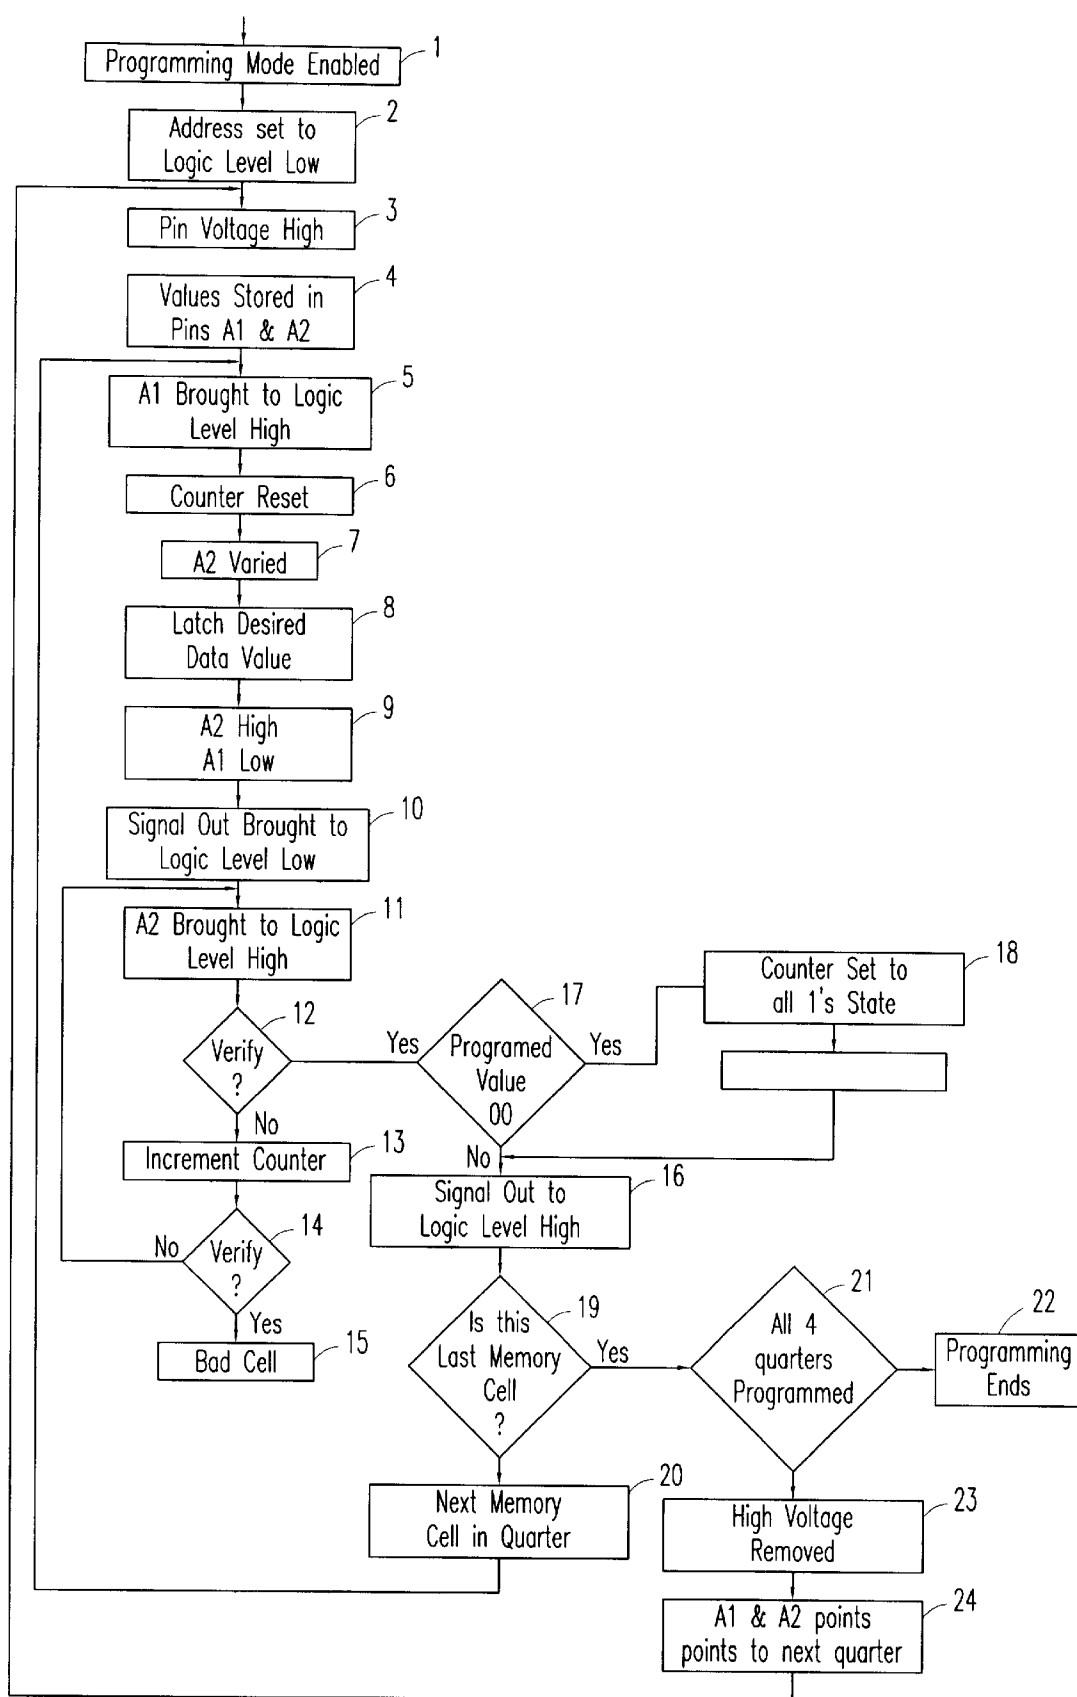 1
Programming Mode Enabled
2
Address set to
Logic Level Low
3
Pin Voltage High
4
Values Stored in
Pins A1 & A2
5
A1 Brought to Logic
Level High
6
Counter Reset
7
A2 Varied
8
Latch Desired
Data Value
9
A2 High
A1 Low
10
Signal Out Brought to
Logic Level Low
11
A2 Brought to Logic
Level High
12
Verify
?
Yes
No
17
Programed
Value
00
Yes
No
18
Counter Set to
all 1's State
13
Increment Counter
14
Verify
?
No
Yes
15
Bad Cell
16
Signal Out to
Logic Level High
19
Is this
Last Memory
Cell
?
Yes
21
All 4
quarters
Programmed
22
Programming
Ends
20
Next Memory
Cell in Quarter
23
High Voltage
Removed
24
A1 & A2 points
points to next quarter